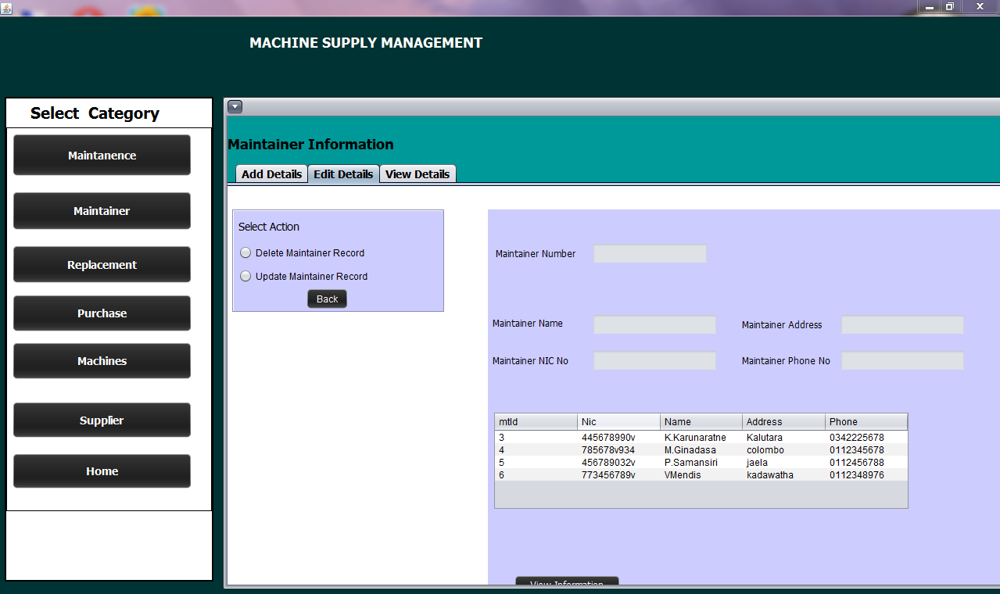 MACHINE SUPPLY MANAGEMENT
Select Category
Maintanence
Maintainer
Replacement
Purchase
Machines
Supplier
Home
Maintainer Information
Add Details Edit Details View Details
Select Action
Delete Maintainer Record
Update Maintainer Record
Back
Maintainer Number
Maintainer Name Maintainer Address
Maintainer NIC No Maintainer Phone No
mtId Nic Name Address Phone
3 445678990v K.Karunaratne Kalutara 0342225678
4 785678v934 M.Ginadasa colombo 0112345678
5 456789032v P.Samansiri jaela 0112456788
6 773456789v VMendis kadawatha 0112348976
View Information